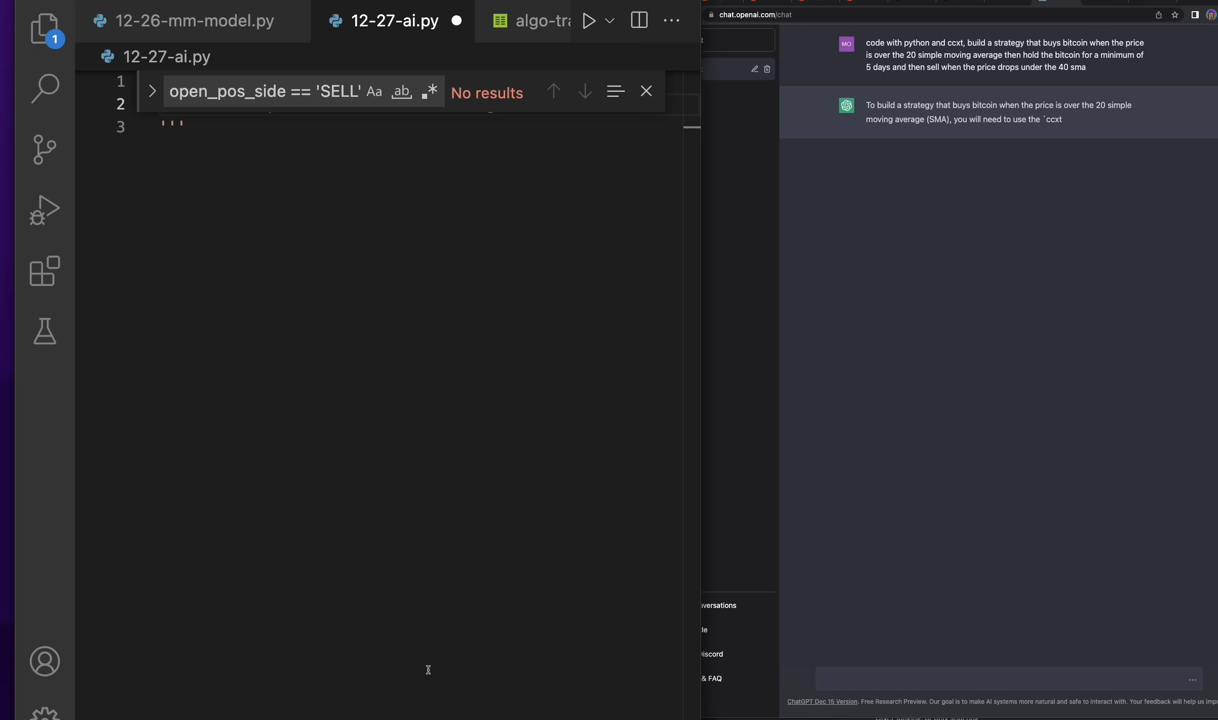 12-26-mm-model.py
12-27-ai.py
algo-tra
1
12-27-ai.py
1
2
3
'''
open_pos_side == 'SELL'
Aa
ab
No results
chat.openai.com/chat
MO
code with python and ccxt, build a strategy that buys bitcoin when the price
is over the 20 simple moving average then hold the bitcoin for a minimum of
5 days and then sell when the price drops under the 40 sma
To build a strategy that buys bitcoin when the price is over the 20 simple
moving average (SMA), you will need to use the `ccxt
versations
de
Discord
& FAQ
ChatGPT Dec 15 Version. Free Research Preview. Our goal is to make AI systems more natural and safe to interact with. Your feedback will help us imp